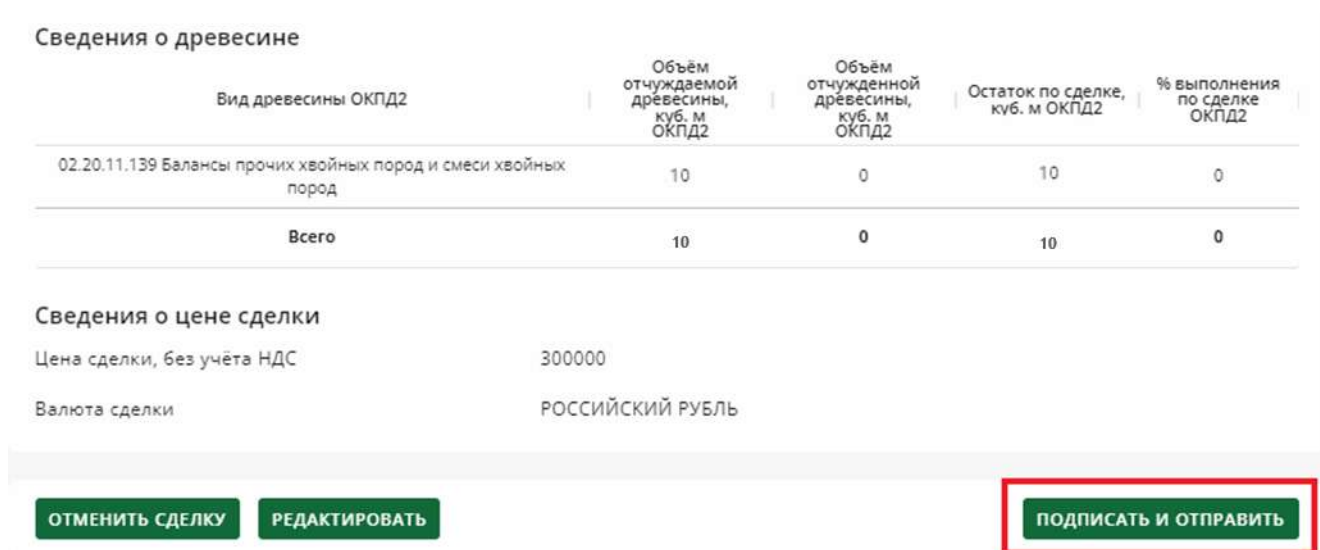 Сведения о древесине
Вид древесины ОКПД2
Объём
отчуждаемой
древесины,
куб. м
ОКПД2
Объём
отчужденной
древесины,
куб. м
ОКПД2
Остаток по сделке,
куб. м ОКПД2
% выполнения
по сделке
ОКПД2
02.20.11.139 Балансы прочих хвойных пород и смеси хвойных
пород
10 0 10 0
Всего 10 0 10 0
Сведения о цене сделки
Цена сделки, без учёта НДС 300000
Валюта сделки РОССИЙСКИЙ РУБЛЬ
ОТМЕНИТЬ СДЕЛКУ РЕДАКТИРОВАТЬ ПОДПИСАТЬ И ОТПРАВИТЬ